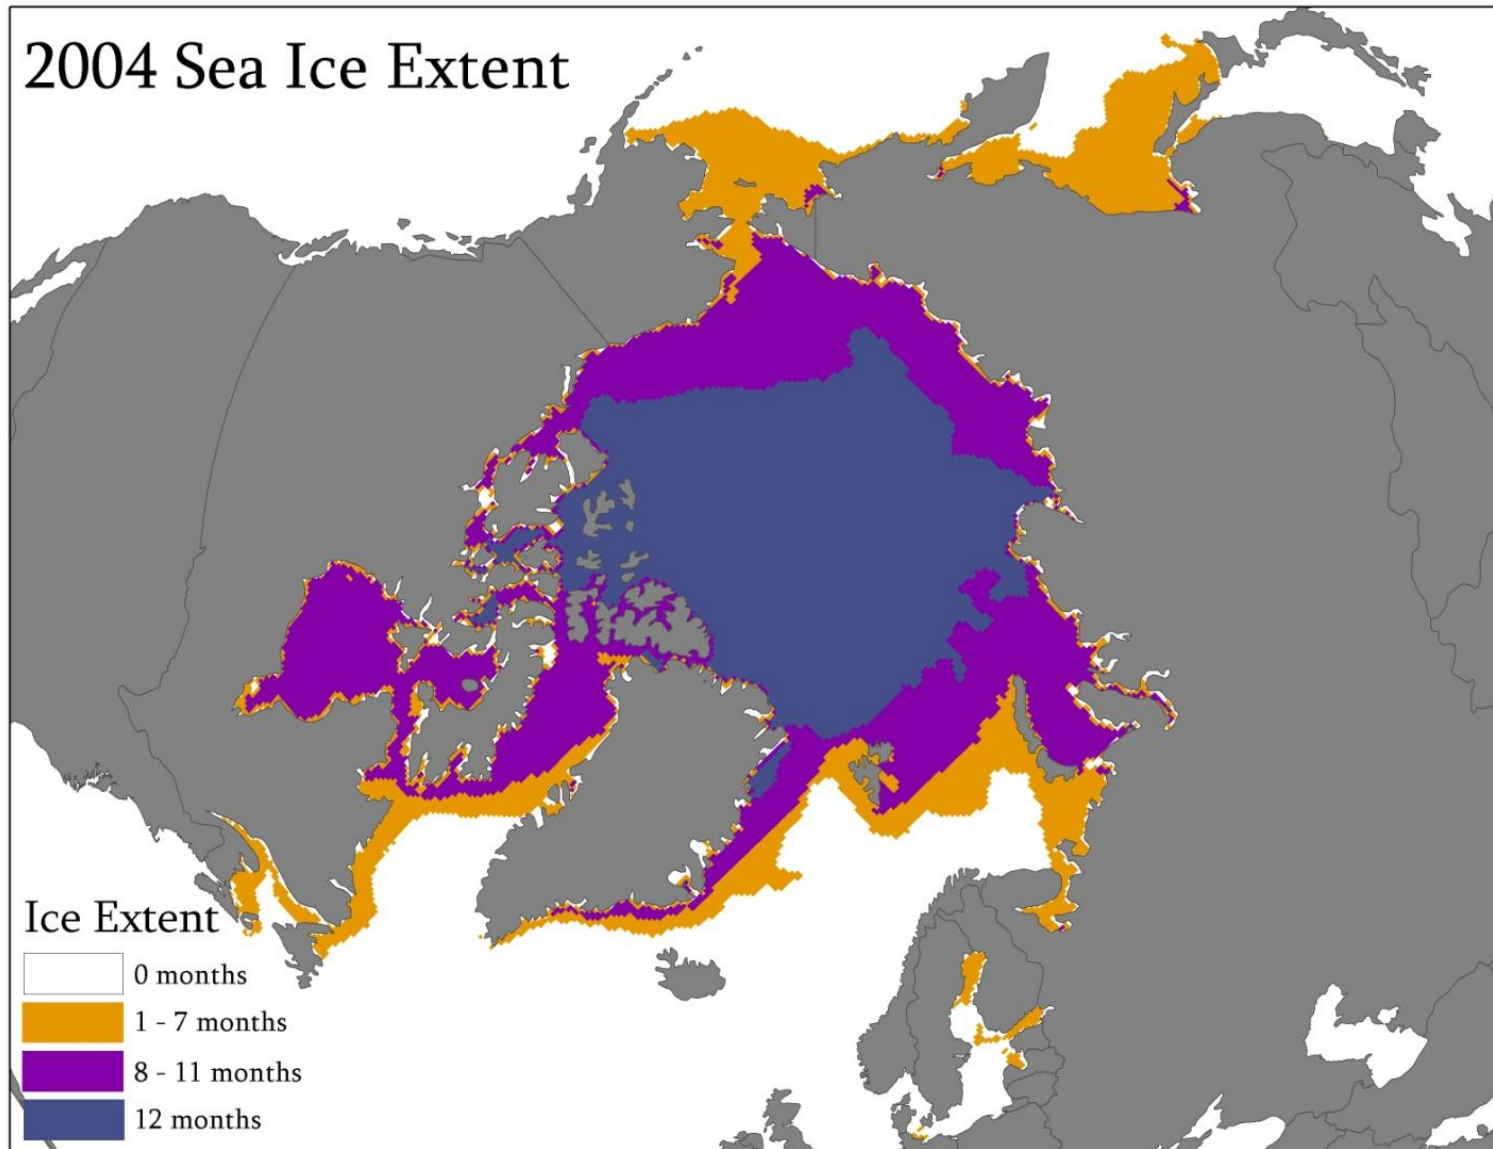 2004 Sea Ice Extent
Ice Extent
0 months
1 - 7 months
8 - 11 months
12 months